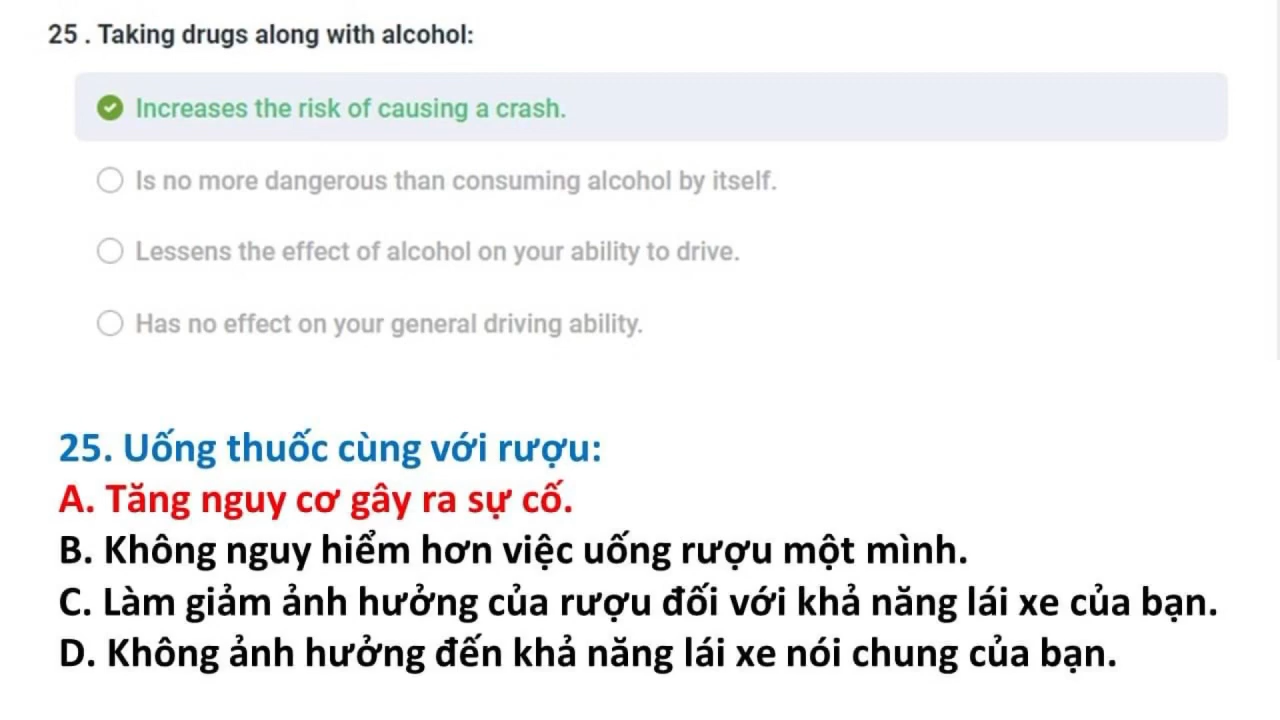 25 . Taking drugs along with alcohol:
Increases the risk of causing a crash.
Is no more dangerous than consuming alcohol by itself.
Lessens the effect of alcohol on your ability to drive.
Has no effect on your general driving ability.
25. Uống thuốc cùng với rượu:
A. Tăng nguy cơ gây ra sự cố.
B. Không nguy hiểm hơn việc uống rượu một mình.
C. Làm giảm ảnh hưởng của rượu đối với khả năng lái xe của bạn.
D. Không ảnh hưởng đến khả năng lái xe nói chung của bạn.